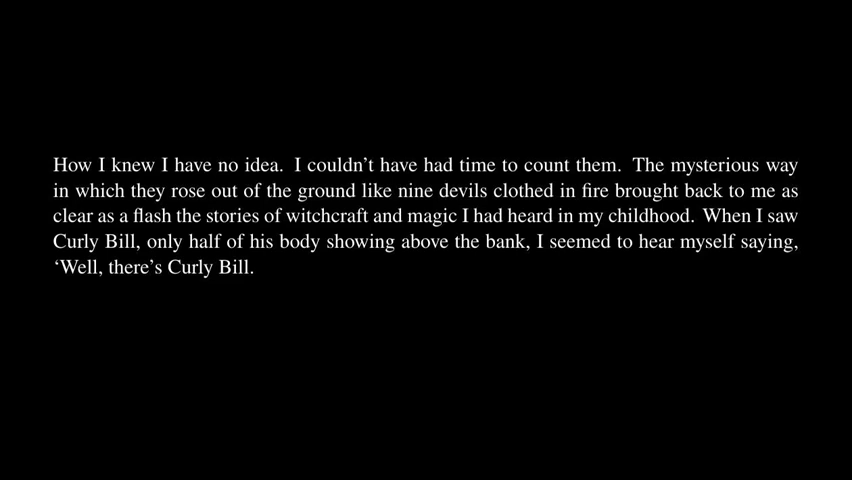 How I knew I have no idea. I couldn’t have had time to count them. The mysterious way
in which they rose out of the ground like nine devils clothed in fire brought back to me as
clear as a flash the stories of witchcraft and magic I had heard in my childhood. When I saw
Curly Bill, only half of his body showing above the bank, I seemed to hear myself saying,
‘Well, there’s Curly Bill.